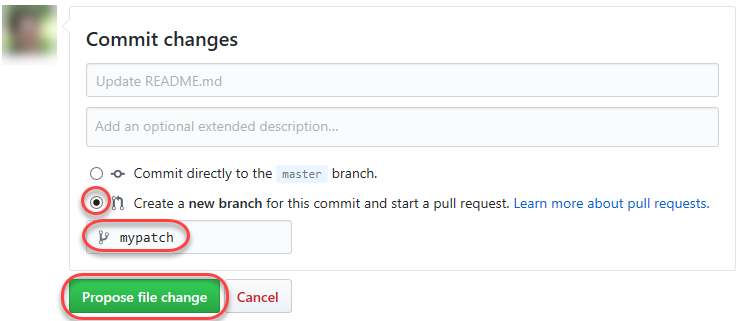 Commit changes
Update README.md
Add an optional extended description...
Commit directly to the master branch.
Create a new branch for this commit and start a pull request. Learn more about pull requests.
mypatch
Propose file change Cancel